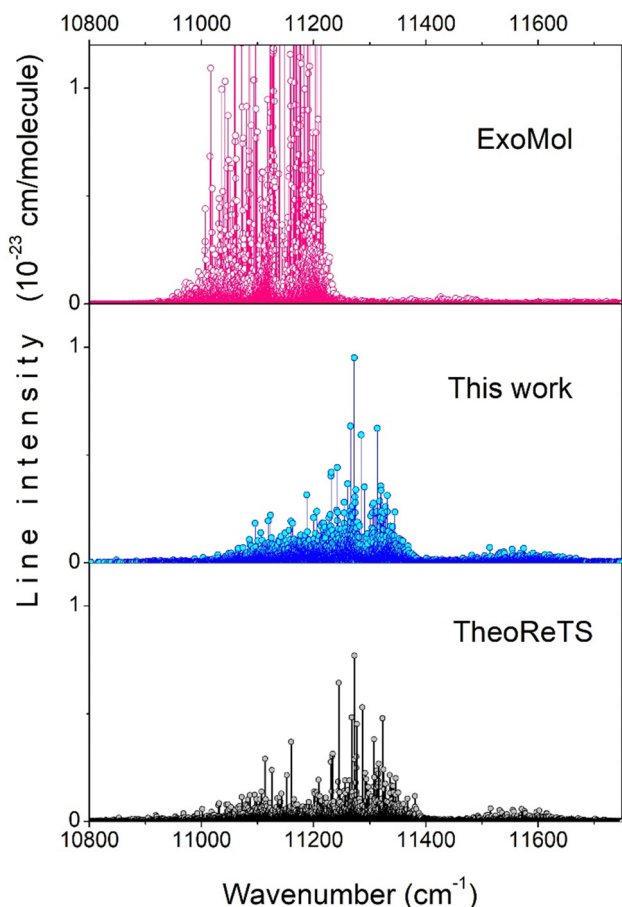 10800 11000 11200 11400 11600
1
ExoMol
0
1
This work
0
1
TheoReTS
0
10800 11000 11200 11400 11600
Wavenumber (cm⁻¹)
Line intensity (10⁻²³ cm/molecule)